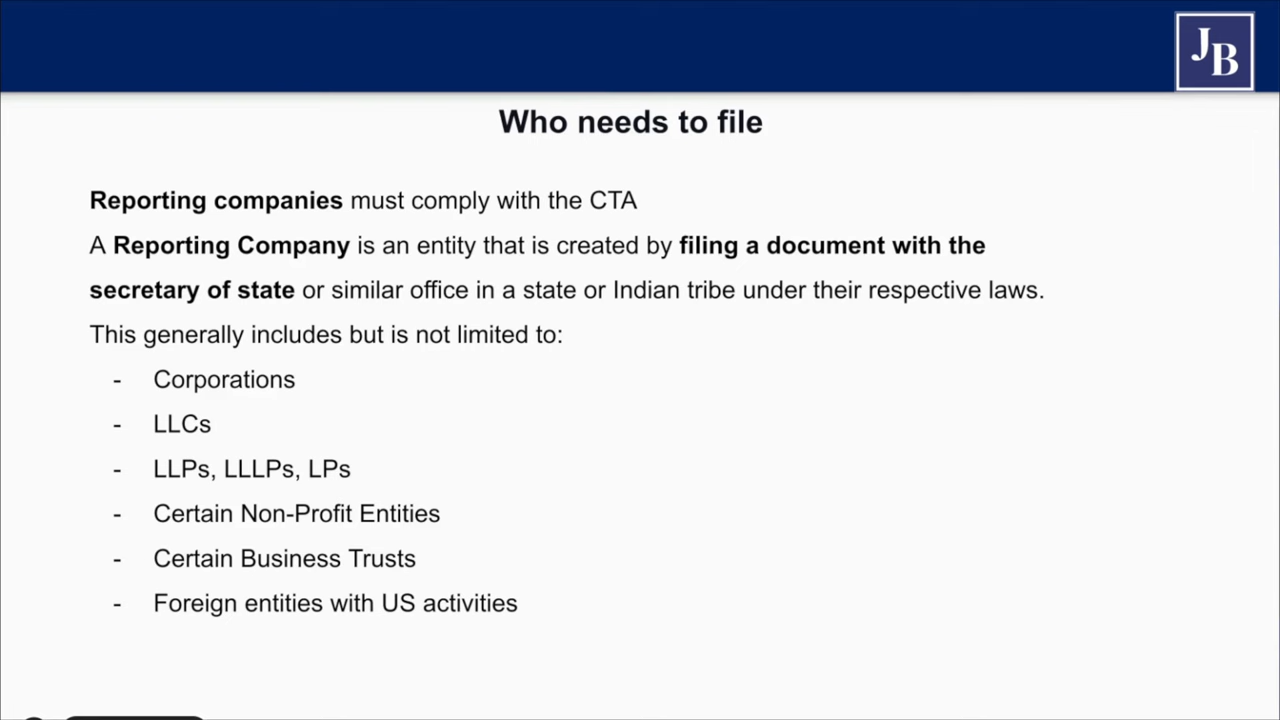 JB
Who needs to file
Reporting companies must comply with the CTA
A Reporting Company is an entity that is created by filing a document with the
secretary of state or similar office in a state or Indian tribe under their respective laws.
This generally includes but is not limited to:
- Corporations
- LLCs
- LLPs, LLLPs, LPs
- Certain Non-Profit Entities
- Certain Business Trusts
- Foreign entities with US activities